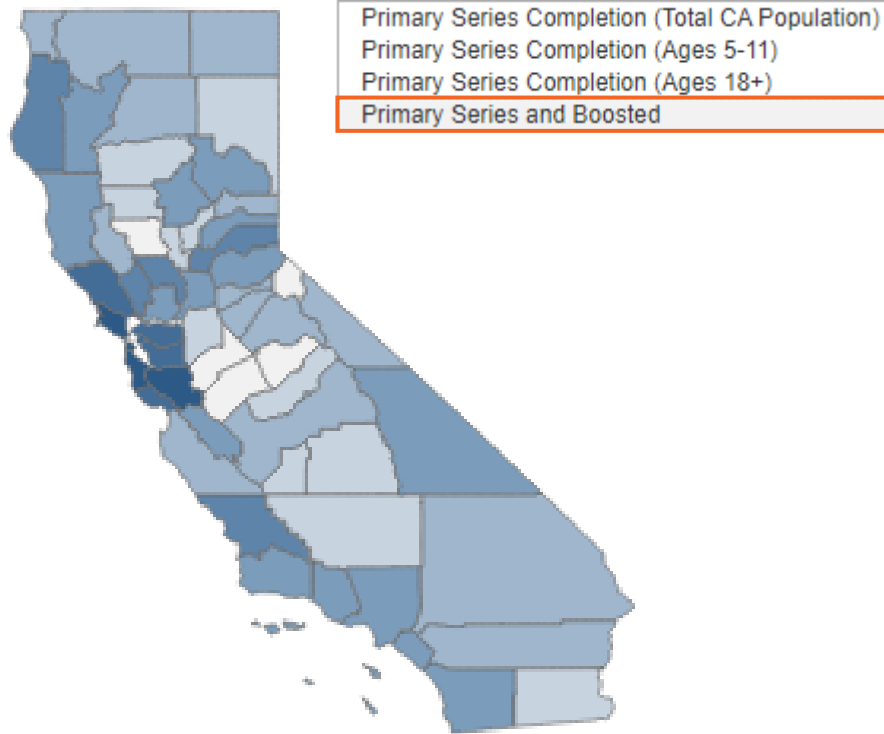 Primary Series Completion (Total CA Population)
Primary Series Completion (Ages 5-11)
Primary Series Completion (Ages 18+)
Primary Series and Boosted